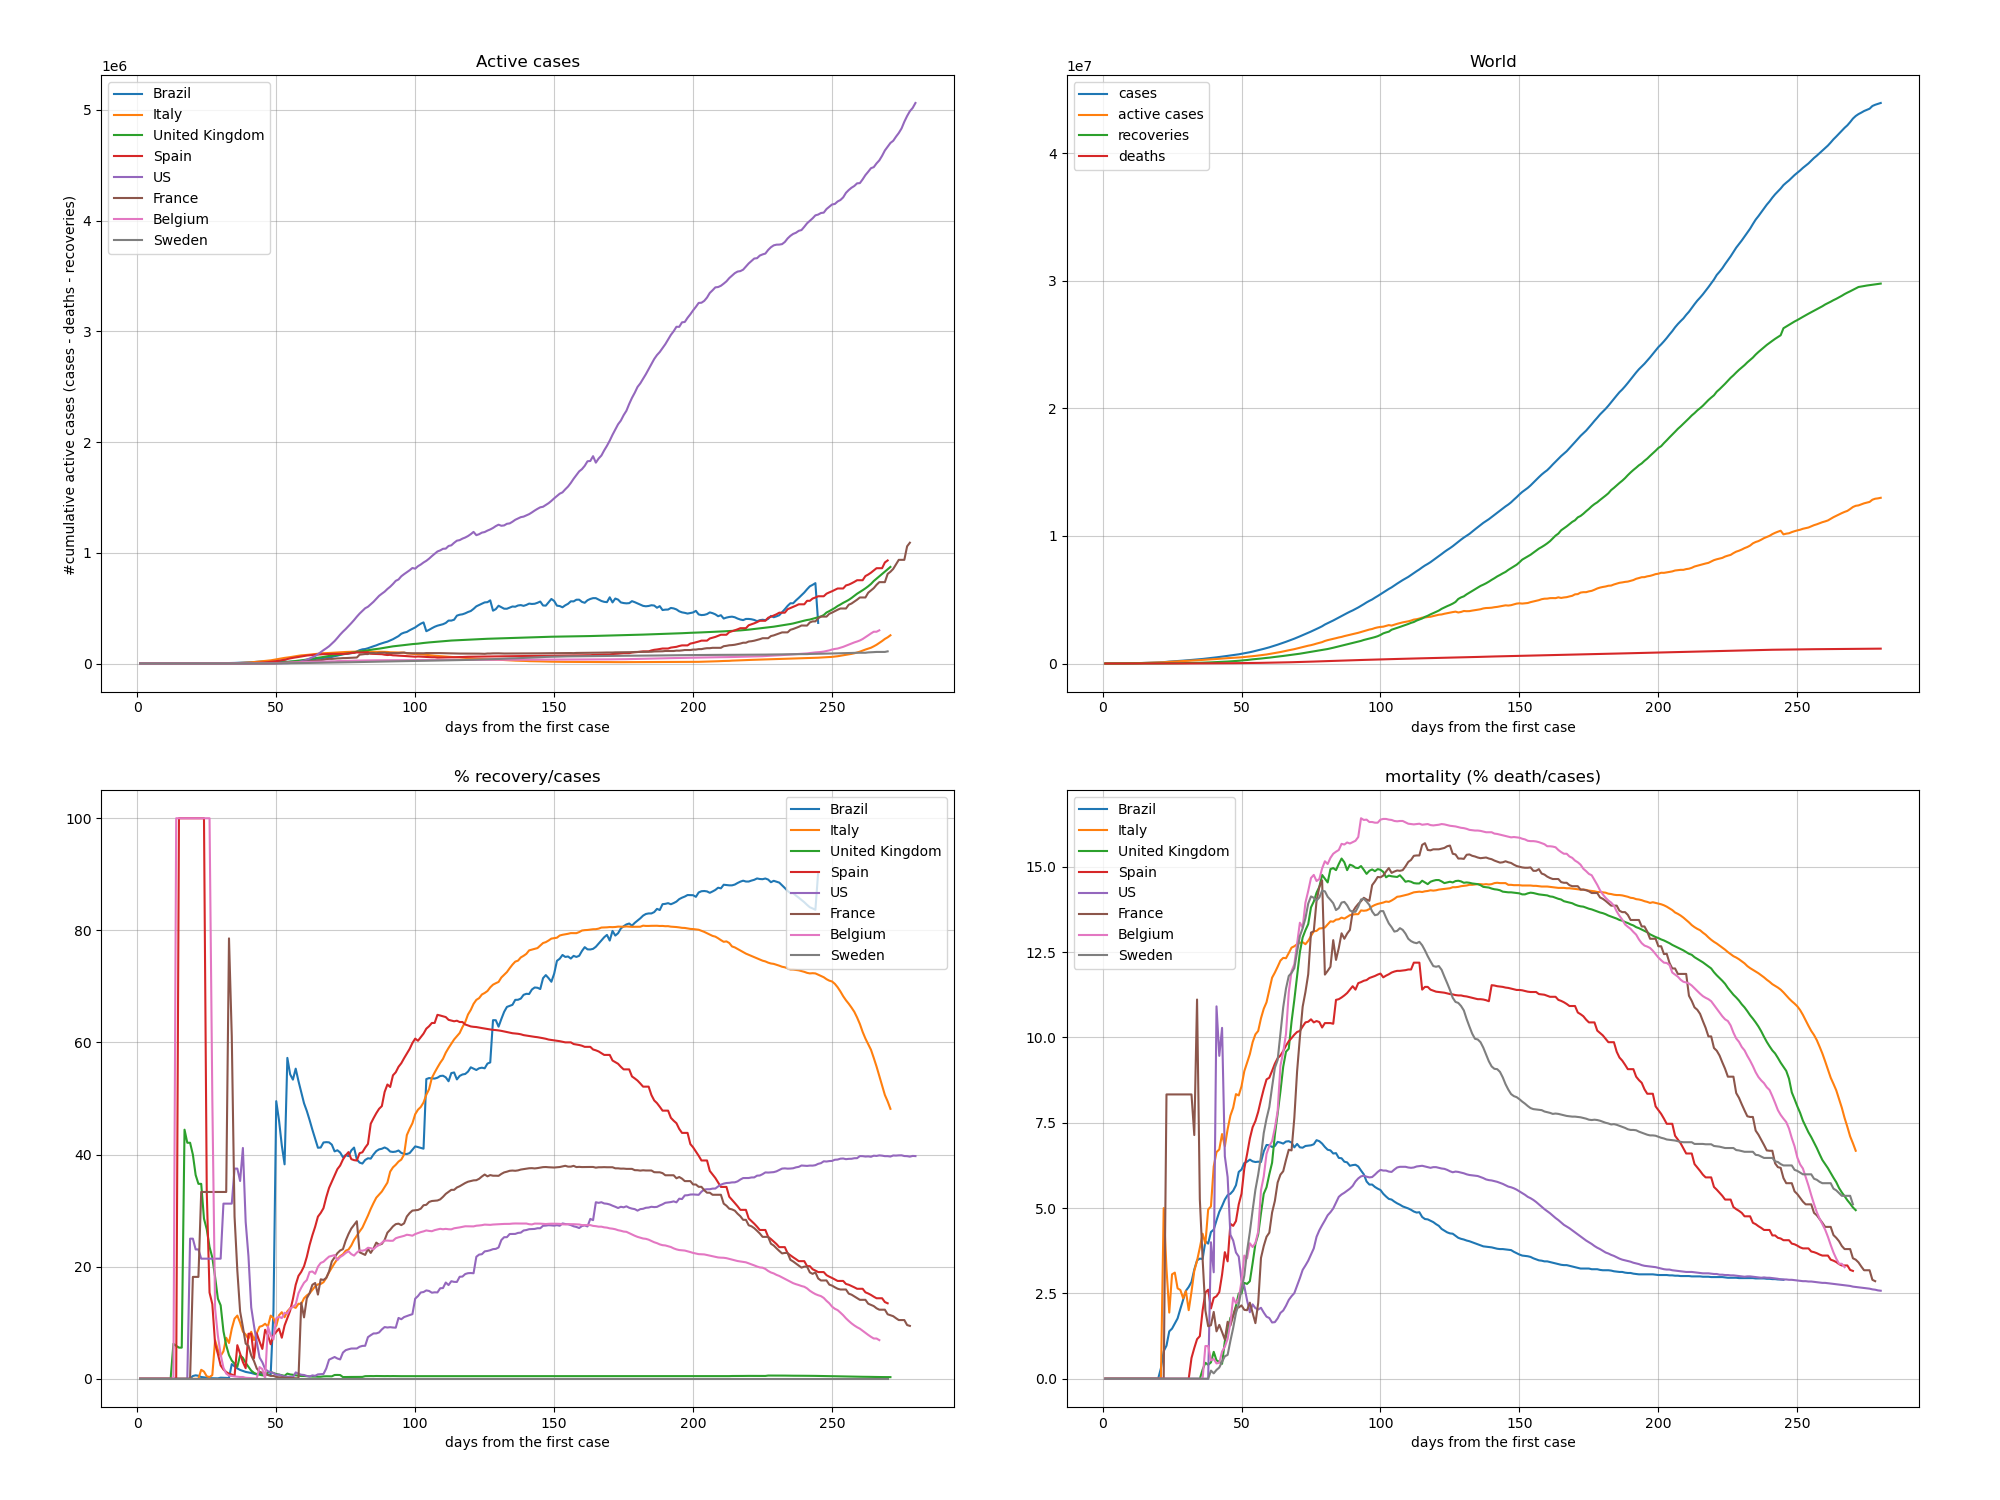 Active cases
1e6
Brazil
Italy
United Kingdom
Spain
US
France
Belgium
Sweden
#cumulative active cases (cases - deaths - recoveries)
5
4
3
2
1
0
0 50 100 150 200 250
days from the first case
World
1e7
cases
active cases
recoveries
deaths
4
3
2
1
0
0 50 100 150 200 250
days from the first case
% recovery/cases
Brazil
Italy
United Kingdom
Spain
US
France
Belgium
Sweden
100
80
60
40
20
0
0 50 100 150 200 250
days from the first case
mortality (% death/cases)
Brazil
Italy
United Kingdom
Spain
US
France
Belgium
Sweden
15.0
12.5
10.0
7.5
5.0
2.5
0.0
0 50 100 150 200 250
days from the first case